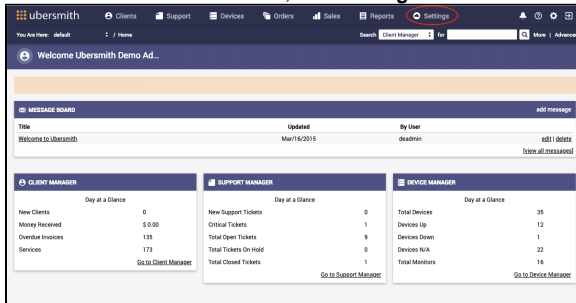 ubersmith Clients Support Devices Orders Sales Reports Settings
You Are Here: default / Home Search Client Manager for More | Advanced
Welcome Ubersmith Demo Ad...
MESSAGE BOARD add message
Title Updated By User
Welcome to Ubersmith Mar/16/2015 deadmin edit | delete
[view all messages]
CLIENT MANAGER SUPPORT MANAGER DEVICE MANAGER
Day at a Glance Day at a Glance Day at a Glance
New Clients 0 New Support Tickets 0 Total Devices 35
Money Received $ 0.00 Critical Tickets 1 Devices Up 12
Overdue Invoices 135 Total Open Tickets 9 Devices Down 1
Services 173 Total Tickets On Hold 0 Devices N/A 22
Go to Client Manager Total Closed Tickets 1 Total Monitors 16
Go to Support Manager Go to Device Manager